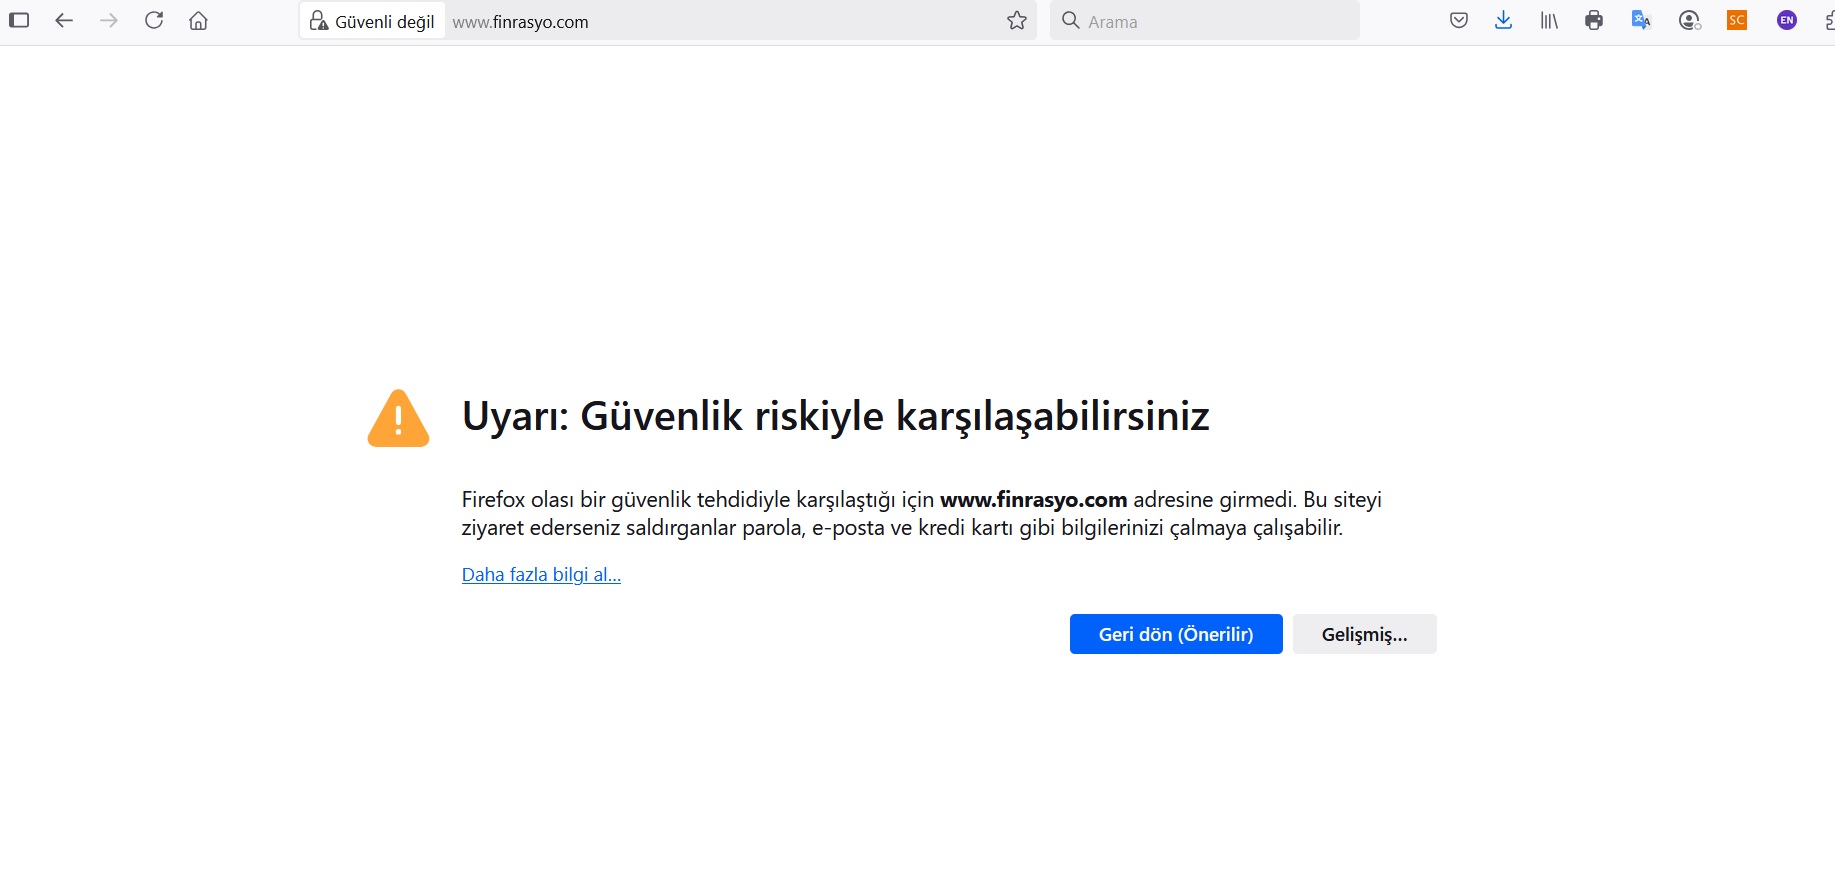 Güvenli değil www.finrasyo.com Arama SC EN
Uyarı: Güvenlik riskiyle karşılaşabilirsiniz
Firefox olası bir güvenlik tehdidiyle karşılaştığı için www.finrasyo.com adresine girmedi. Bu siteyi
ziyaret ederseniz saldırganlar parola, e-posta ve kredi kartı gibi bilgilerinizi çalmaya çalışabilir.
Daha fazla bilgi al...
Geri dön (Önerilir) Gelişmiş...